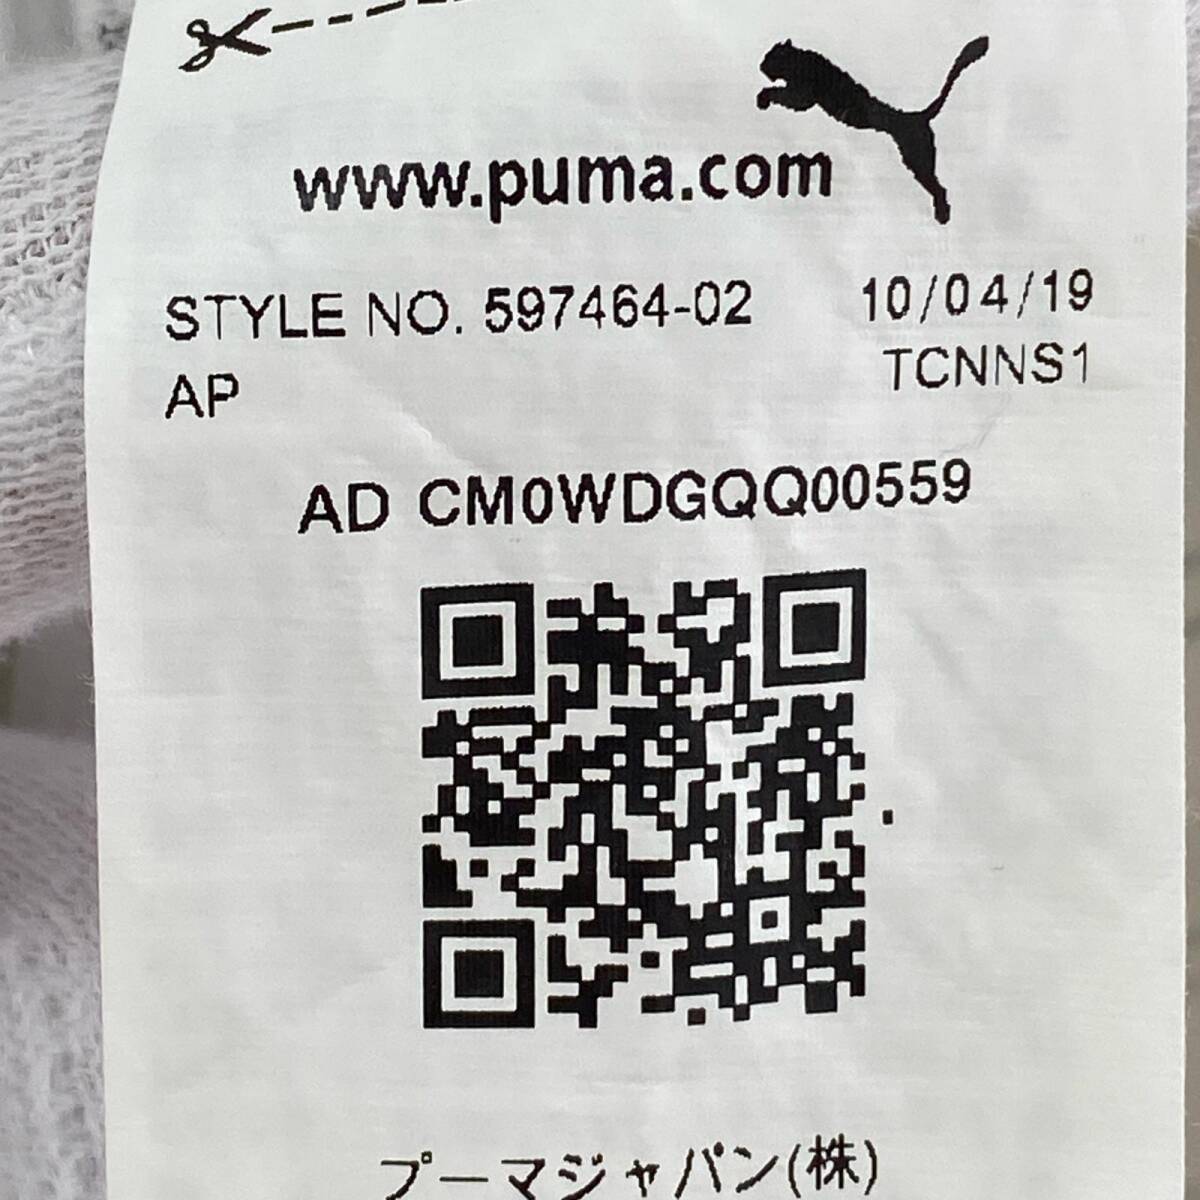 www.puma.com
STYLE NO. 597464-02 10/04/19
AP TCNNS1
AD CM0WDGQQ00559
プーマジャパン(株)